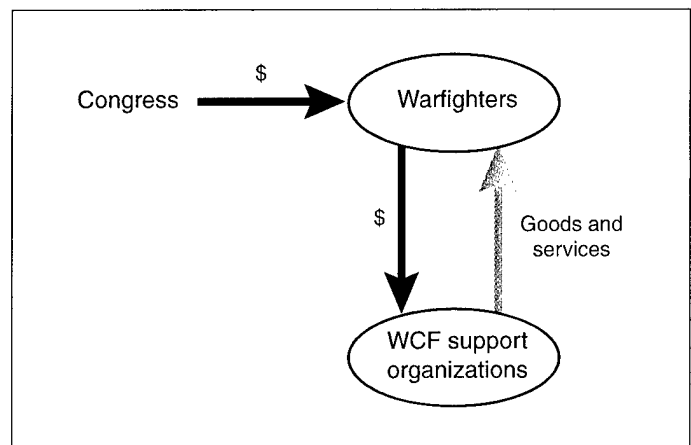 $
Congress
Warfighters
$
Goods and
services
WCF support
organizations